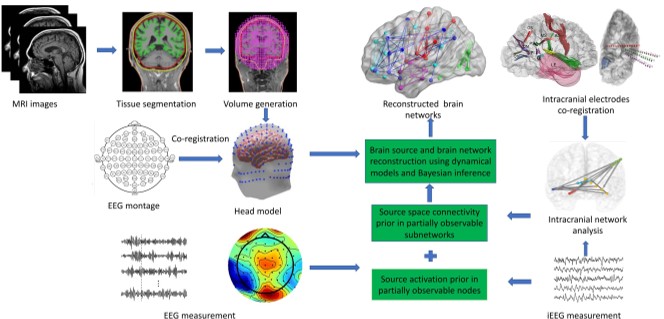 MRI images
Tissue segmentation
Volume generation
Reconstructed brain
networks
Intracranial electrodes
co-registration
Co-registration
EEG montage
Head model
Brain source and brain network
reconstruction using dynamical
models and Bayesian inference
Source space connectivity
prior in partially observable
subnetworks
Intracranial network
analysis
Source activation prior in
partially observable nodes
EEG measurement
iEEG measurement